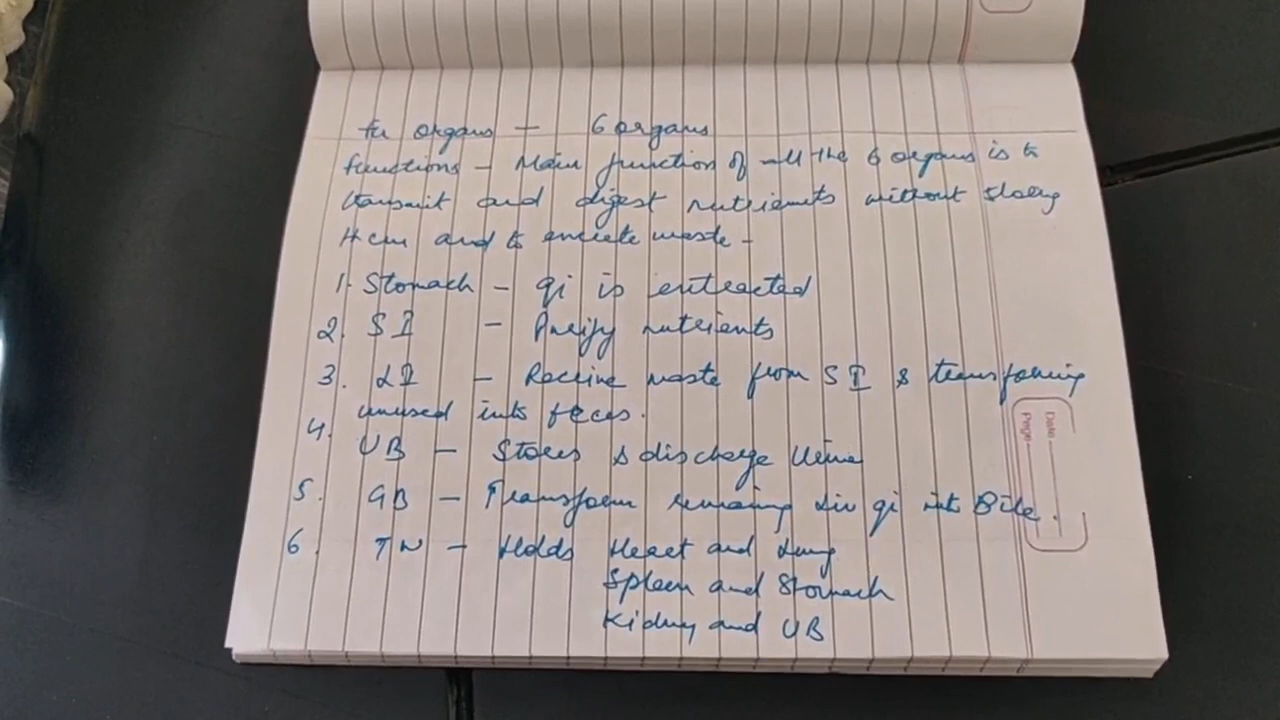 Fu organs - 6 organs
functions - Main function of all the 6 organs is to
transmit and digest nutrients without storing
them and to excrete waste -
1. Stomach - qi is extracted
2. SI - Purify nutrients
3. LI - Receive waste from SI & transforming
unused into feces.
4. UB - Stores & discharge Urine
5. GB - Transform remaining Liv qi into Bile.
6. TW - Holds Heart and Lung
Spleen and Stomach
Kidney and UB
Date
Page